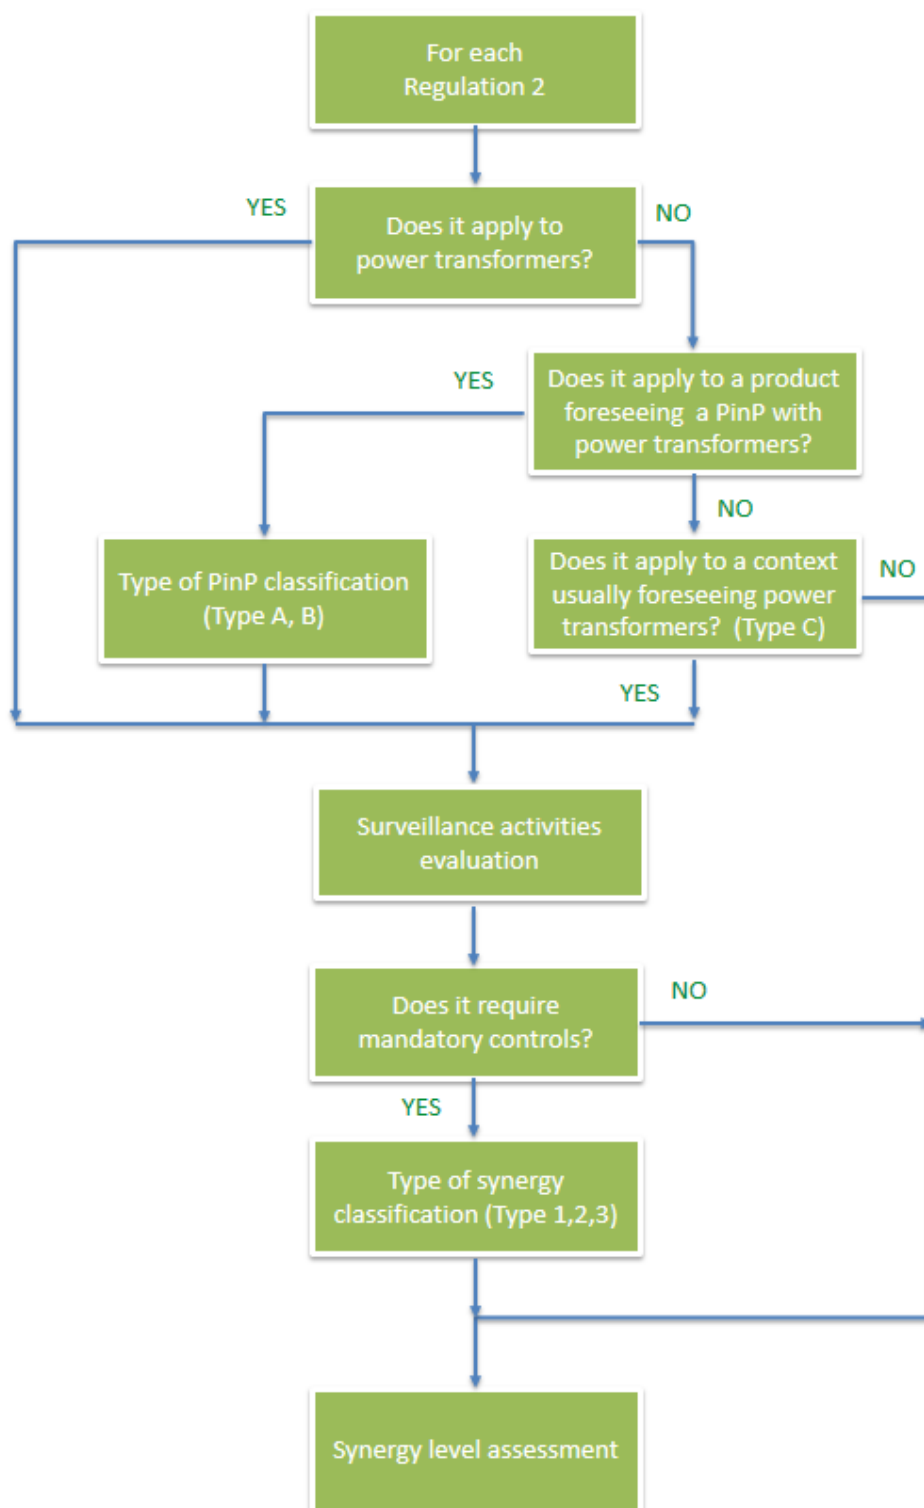 For each
Regulation 2
YES
Does it apply to
power transformers?
NO
YES
Does it apply to a product
foreseeing a PinP with
power transformers?
NO
Type of PinP classification
(Type A, B)
Does it apply to a context
usually foreseeing power
transformers? (Type C)
NO
YES
Surveillance activities
evaluation
Does it require
mandatory controls?
NO
YES
Type of synergy
classification (Type 1,2,3)
Synergy level assessment